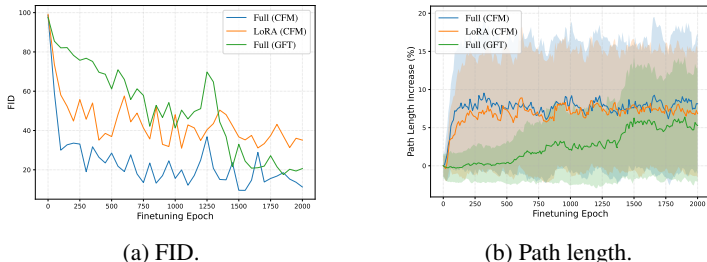 FID
100
80
60
40
20
0
250
500
750
1000
1250
1500
1750
2000
Finetuning Epoch
Full (CFM)
LoRA (CFM)
Full (GFT)
(a) FID.
Path Length Increase (%)
20
15
10
5
0
0
250
500
750
1000
1250
1500
1750
2000
Finetuning Epoch
Full (CFM)
LoRA (CFM)
Full (GFT)
(b) Path length.